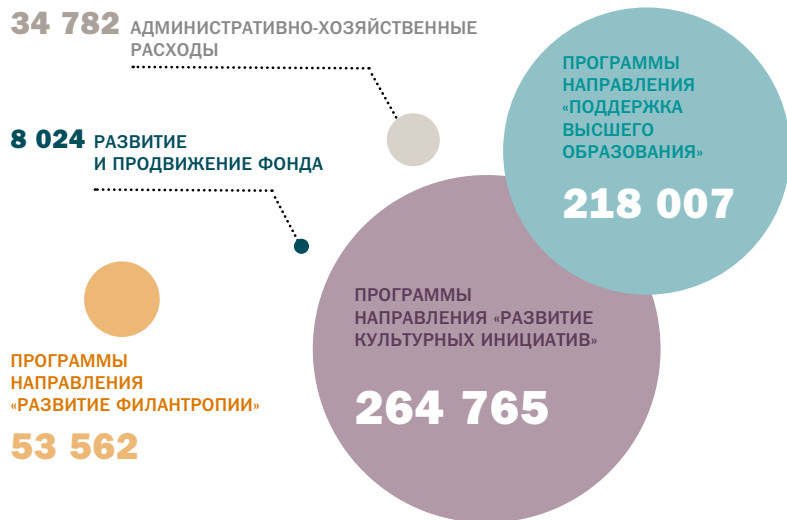 34 782 АДМИНИСТРАТИВНО-ХОЗЯЙСТВЕННЫЕ
РАСХОДЫ
8 024 РАЗВИТИЕ
И ПРОДВИЖЕНИЕ ФОНДА
ПРОГРАММЫ
НАПРАВЛЕНИЯ
«ПОДДЕРЖКА
ВЫСШЕГО
ОБРАЗОВАНИЯ»
218 007
ПРОГРАММЫ
НАПРАВЛЕНИЯ «РАЗВИТИЕ
КУЛЬТУРНЫХ ИНИЦИАТИВ»
264 765
ПРОГРАММЫ
НАПРАВЛЕНИЯ
«РАЗВИТИЕ ФИЛАНТРОПИИ»
53 562